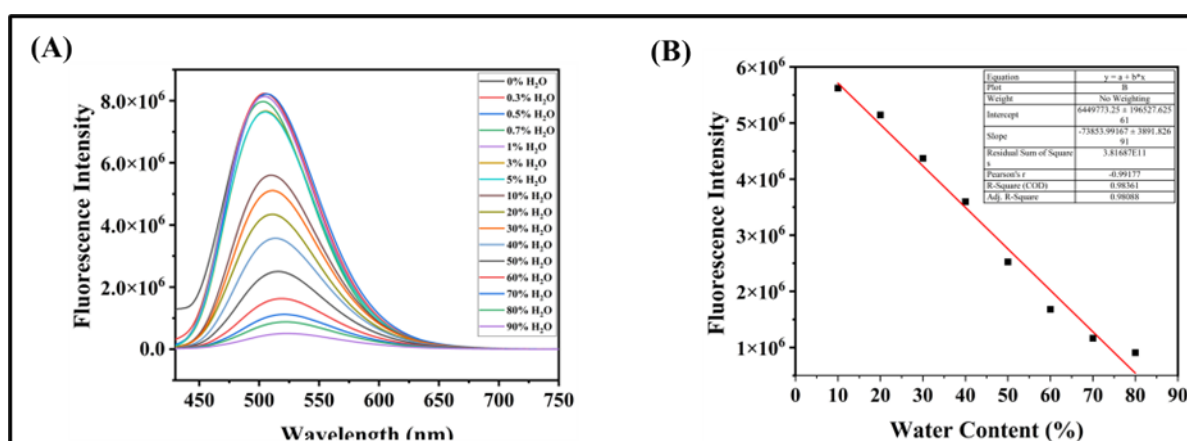 (A)
Fluorescence Intensity
8.0×10⁶
6.0×10⁶
4.0×10⁶
2.0×10⁶
0.0
450 500 550 600 650 700 750
Wavelength (nm)
0% H₂O
0.3% H₂O
0.5% H₂O
0.7% H₂O
1% H₂O
3% H₂O
5% H₂O
10% H₂O
20% H₂O
30% H₂O
40% H₂O
50% H₂O
60% H₂O
70% H₂O
80% H₂O
90% H₂O
(B)
Fluorescence Intensity
6×10⁶
5×10⁶
4×10⁶
3×10⁶
2×10⁶
1×10⁶
0 10 20 30 40 50 60 70 80 90
Water Content (%)
Equation y = a + b*x
Plot B
Weight No Weighting
Intercept 6449773.25 ± 196527.625
61
Slope -73853.99167 ± 3891.826
91
Residual Sum of Square
s 3.81687E11
Pearson's r -0.99177
R-Square (COD) 0.98361
Adj. R-Square 0.98088